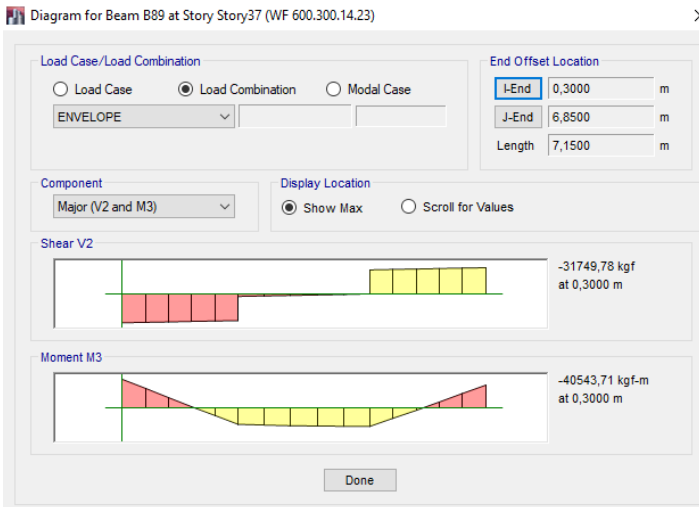 Diagram for Beam B89 at Story Story37 (WF 600.300.14.23)
Load Case/Load Combination
Load Case
Load Combination
Modal Case
ENVELOPE
End Offset Location
I-End 0,3000 m
J-End 6,8500 m
Length 7,1500 m
Component
Major (V2 and M3)
Display Location
Show Max
Scroll for Values
Shear V2
-31749,78 kgf
at 0,3000 m
Moment M3
-40543,71 kgf-m
at 0,3000 m
Done